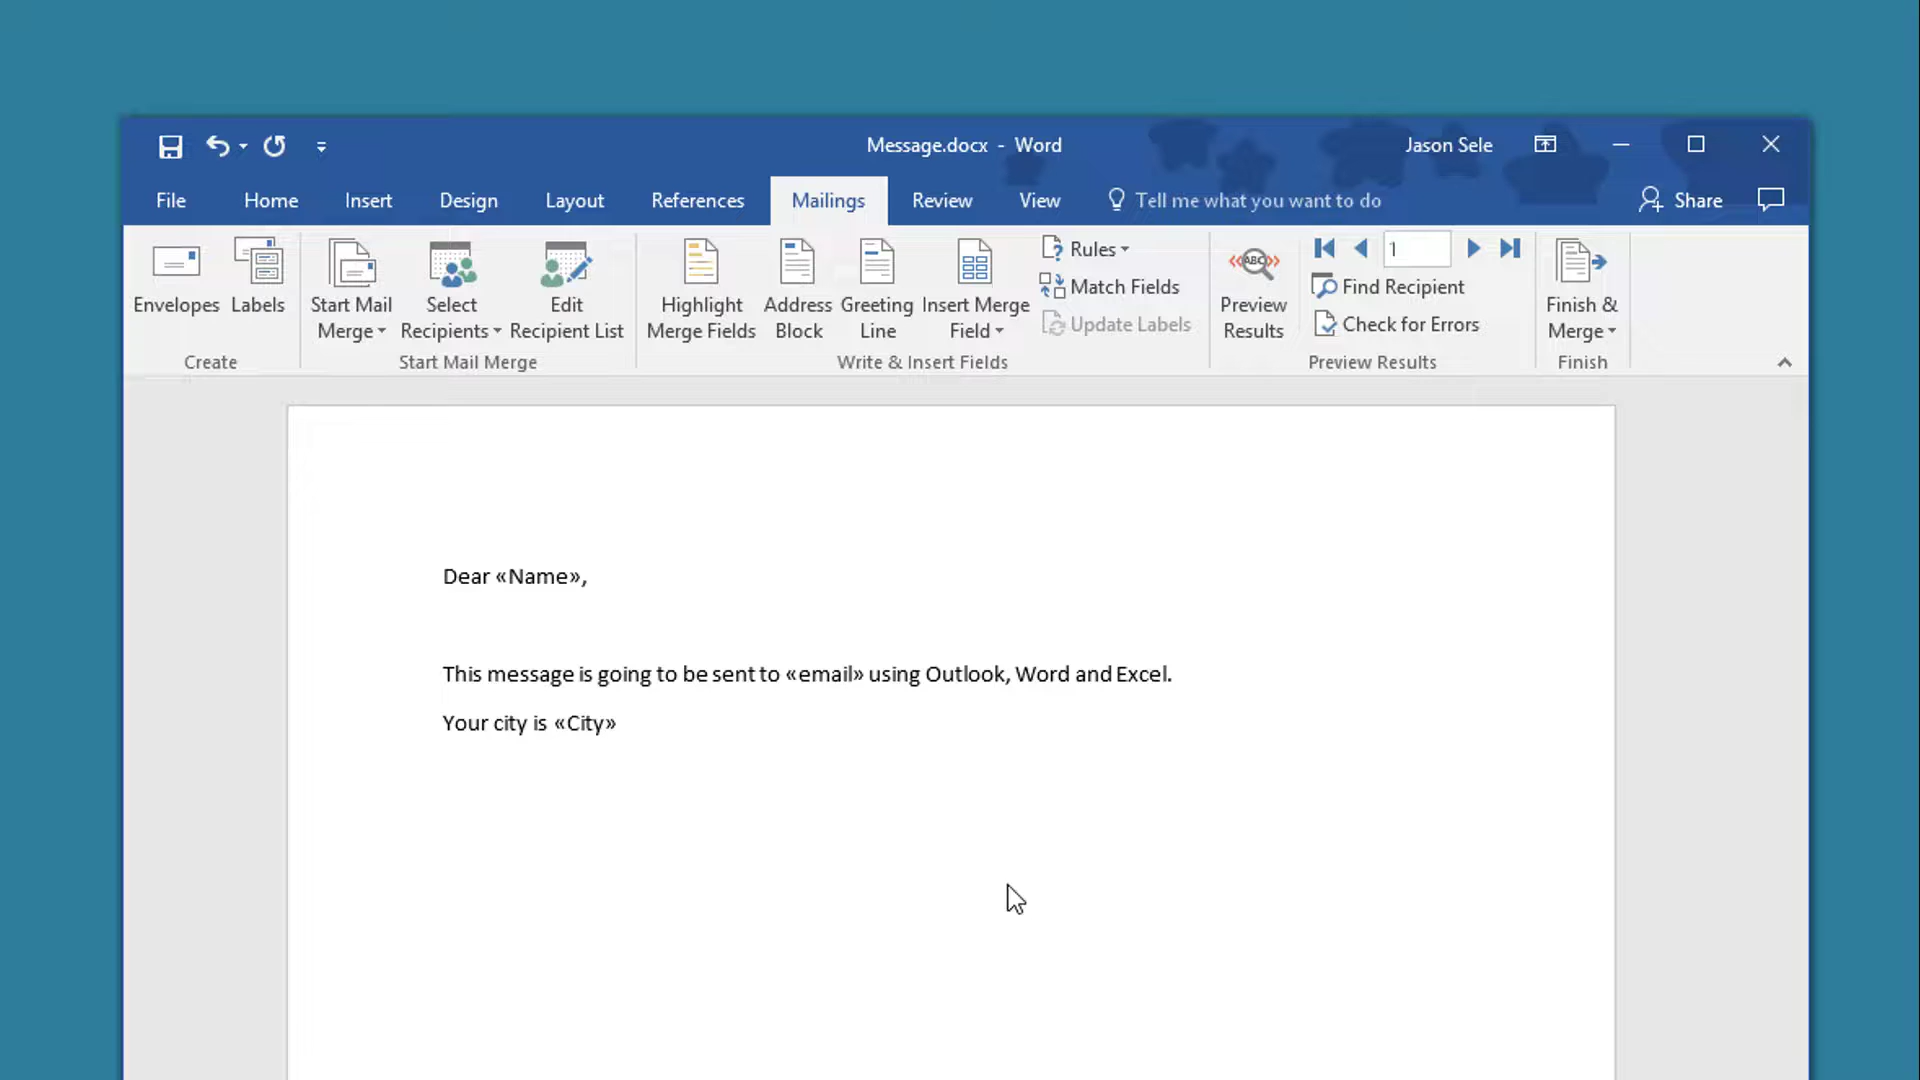 Message.docx - Word
Jason Sele
File Home Insert Design Layout References Mailings Review View Tell me what you want to do Share
Envelopes
Labels
Create
Start Mail
Merge
Select
Recipients
Edit
Recipient List
Start Mail Merge
Highlight
Merge Fields
Address
Block
Greeting
Line
Insert Merge
Field
Rules
Match Fields
Update Labels
Write & Insert Fields
ABC
Preview
Results
1
Find Recipient
Check for Errors
Preview Results
Finish &
Merge
Finish
Dear «Name»,
This message is going to be sent to «email» using Outlook, Word and Excel.
Your city is «City»